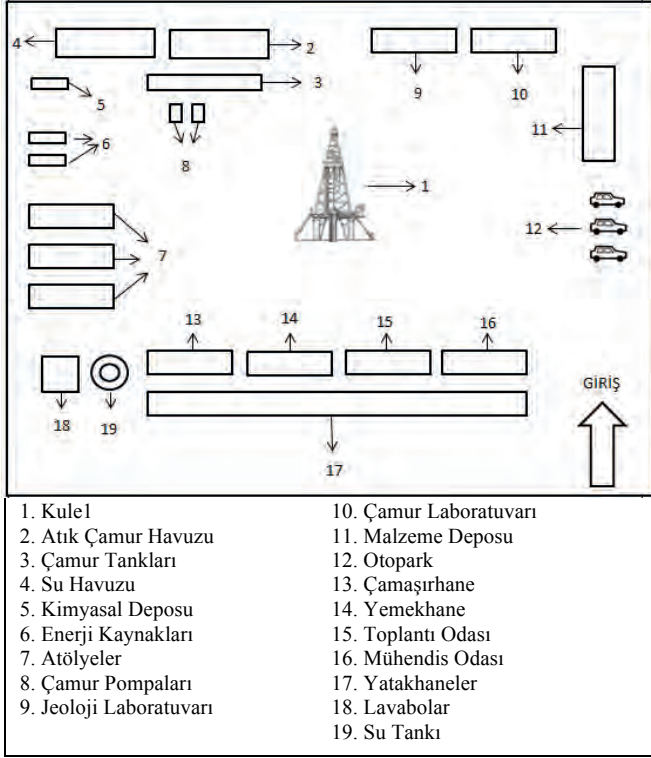 4
2
9
10
3
5
11
6
8
1
12
7
13
14
15
16
GİRİŞ
18
19
17
1. Kule1
2. Atık Çamur Havuzu
3. Çamur Tankları
4. Su Havuzu
5. Kimyasal Deposu
6. Enerji Kaynakları
7. Atölyeler
8. Çamur Pompaları
9. Jeoloji Laboratuvarı
10. Çamur Laboratuvarı
11. Malzeme Deposu
12. Otopark
13. Çamaşırhane
14. Yemekhane
15. Toplantı Odası
16. Mühendis Odası
17. Yatakhaneler
18. Lavabolar
19. Su Tankı